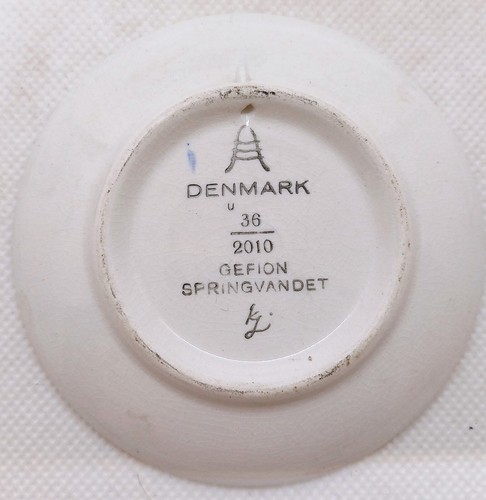 DENMARK
U
36
2010
GEFION
SPRINGVANDET